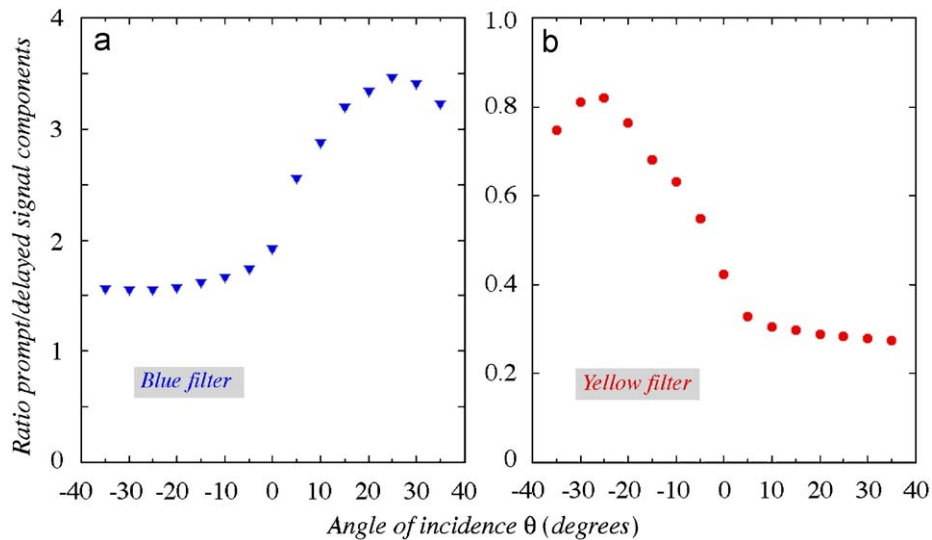 Ratio prompt/delayed signal components
a
4
3
2
1
0
Blue filter
-40 -30 -20 -10 0 10 20 30 40
b
1.0
0.8
0.6
0.4
0.2
0
Yellow filter
-40 -30 -20 -10 0 10 20 30 40
Angle of incidence θ (degrees)